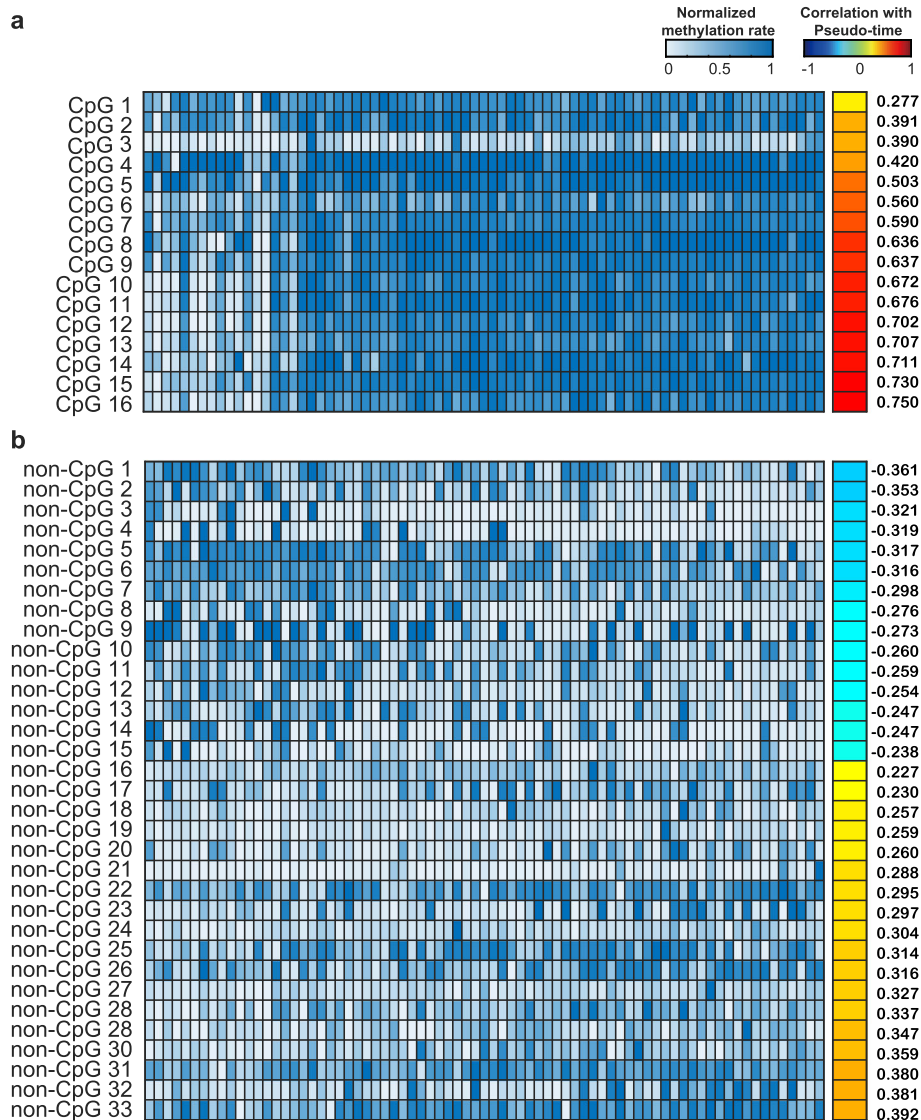 a
Normalized
methylation rate
0 0.5 1
Correlation with
Pseudo-time
-1 0 1
CpG 1 0.277
CpG 2 0.391
CpG 3 0.390
CpG 4 0.420
CpG 5 0.503
CpG 6 0.560
CpG 7 0.590
CpG 8 0.636
CpG 9 0.637
CpG 10 0.672
CpG 11 0.676
CpG 12 0.702
CpG 13 0.707
CpG 14 0.711
CpG 15 0.730
CpG 16 0.750
b
non-CpG 1 -0.361
non-CpG 2 -0.353
non-CpG 3 -0.321
non-CpG 4 -0.319
non-CpG 5 -0.317
non-CpG 6 -0.316
non-CpG 7 -0.298
non-CpG 8 -0.276
non-CpG 9 -0.273
non-CpG 10 -0.260
non-CpG 11 -0.259
non-CpG 12 -0.254
non-CpG 13 -0.247
non-CpG 14 -0.247
non-CpG 15 -0.238
non-CpG 16 0.227
non-CpG 17 0.230
non-CpG 18 0.257
non-CpG 19 0.259
non-CpG 20 0.260
non-CpG 21 0.288
non-CpG 22 0.295
non-CpG 23 0.297
non-CpG 24 0.304
non-CpG 25 0.314
non-CpG 26 0.316
non-CpG 27 0.327
non-CpG 28 0.337
non-CpG 28 0.347
non-CpG 30 0.359
non-CpG 31 0.380
non-CpG 32 0.381
non-CpG 33 0.392